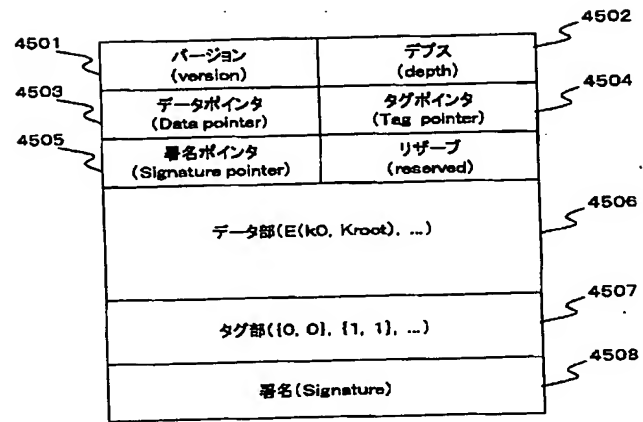 4501
バージョン
(version)
デプス
(depth)
4502
4503
データポインタ
(Data pointer)
タグポインタ
(Tag pointer)
4504
4505
署名ポインタ
(Signature pointer)
リザーブ
(reserved)
データ部(E(k0, Kroot), ...)
4506
タグ部({0, 0}, {1, 1}, ...)
4507
署名(Signature)
4508